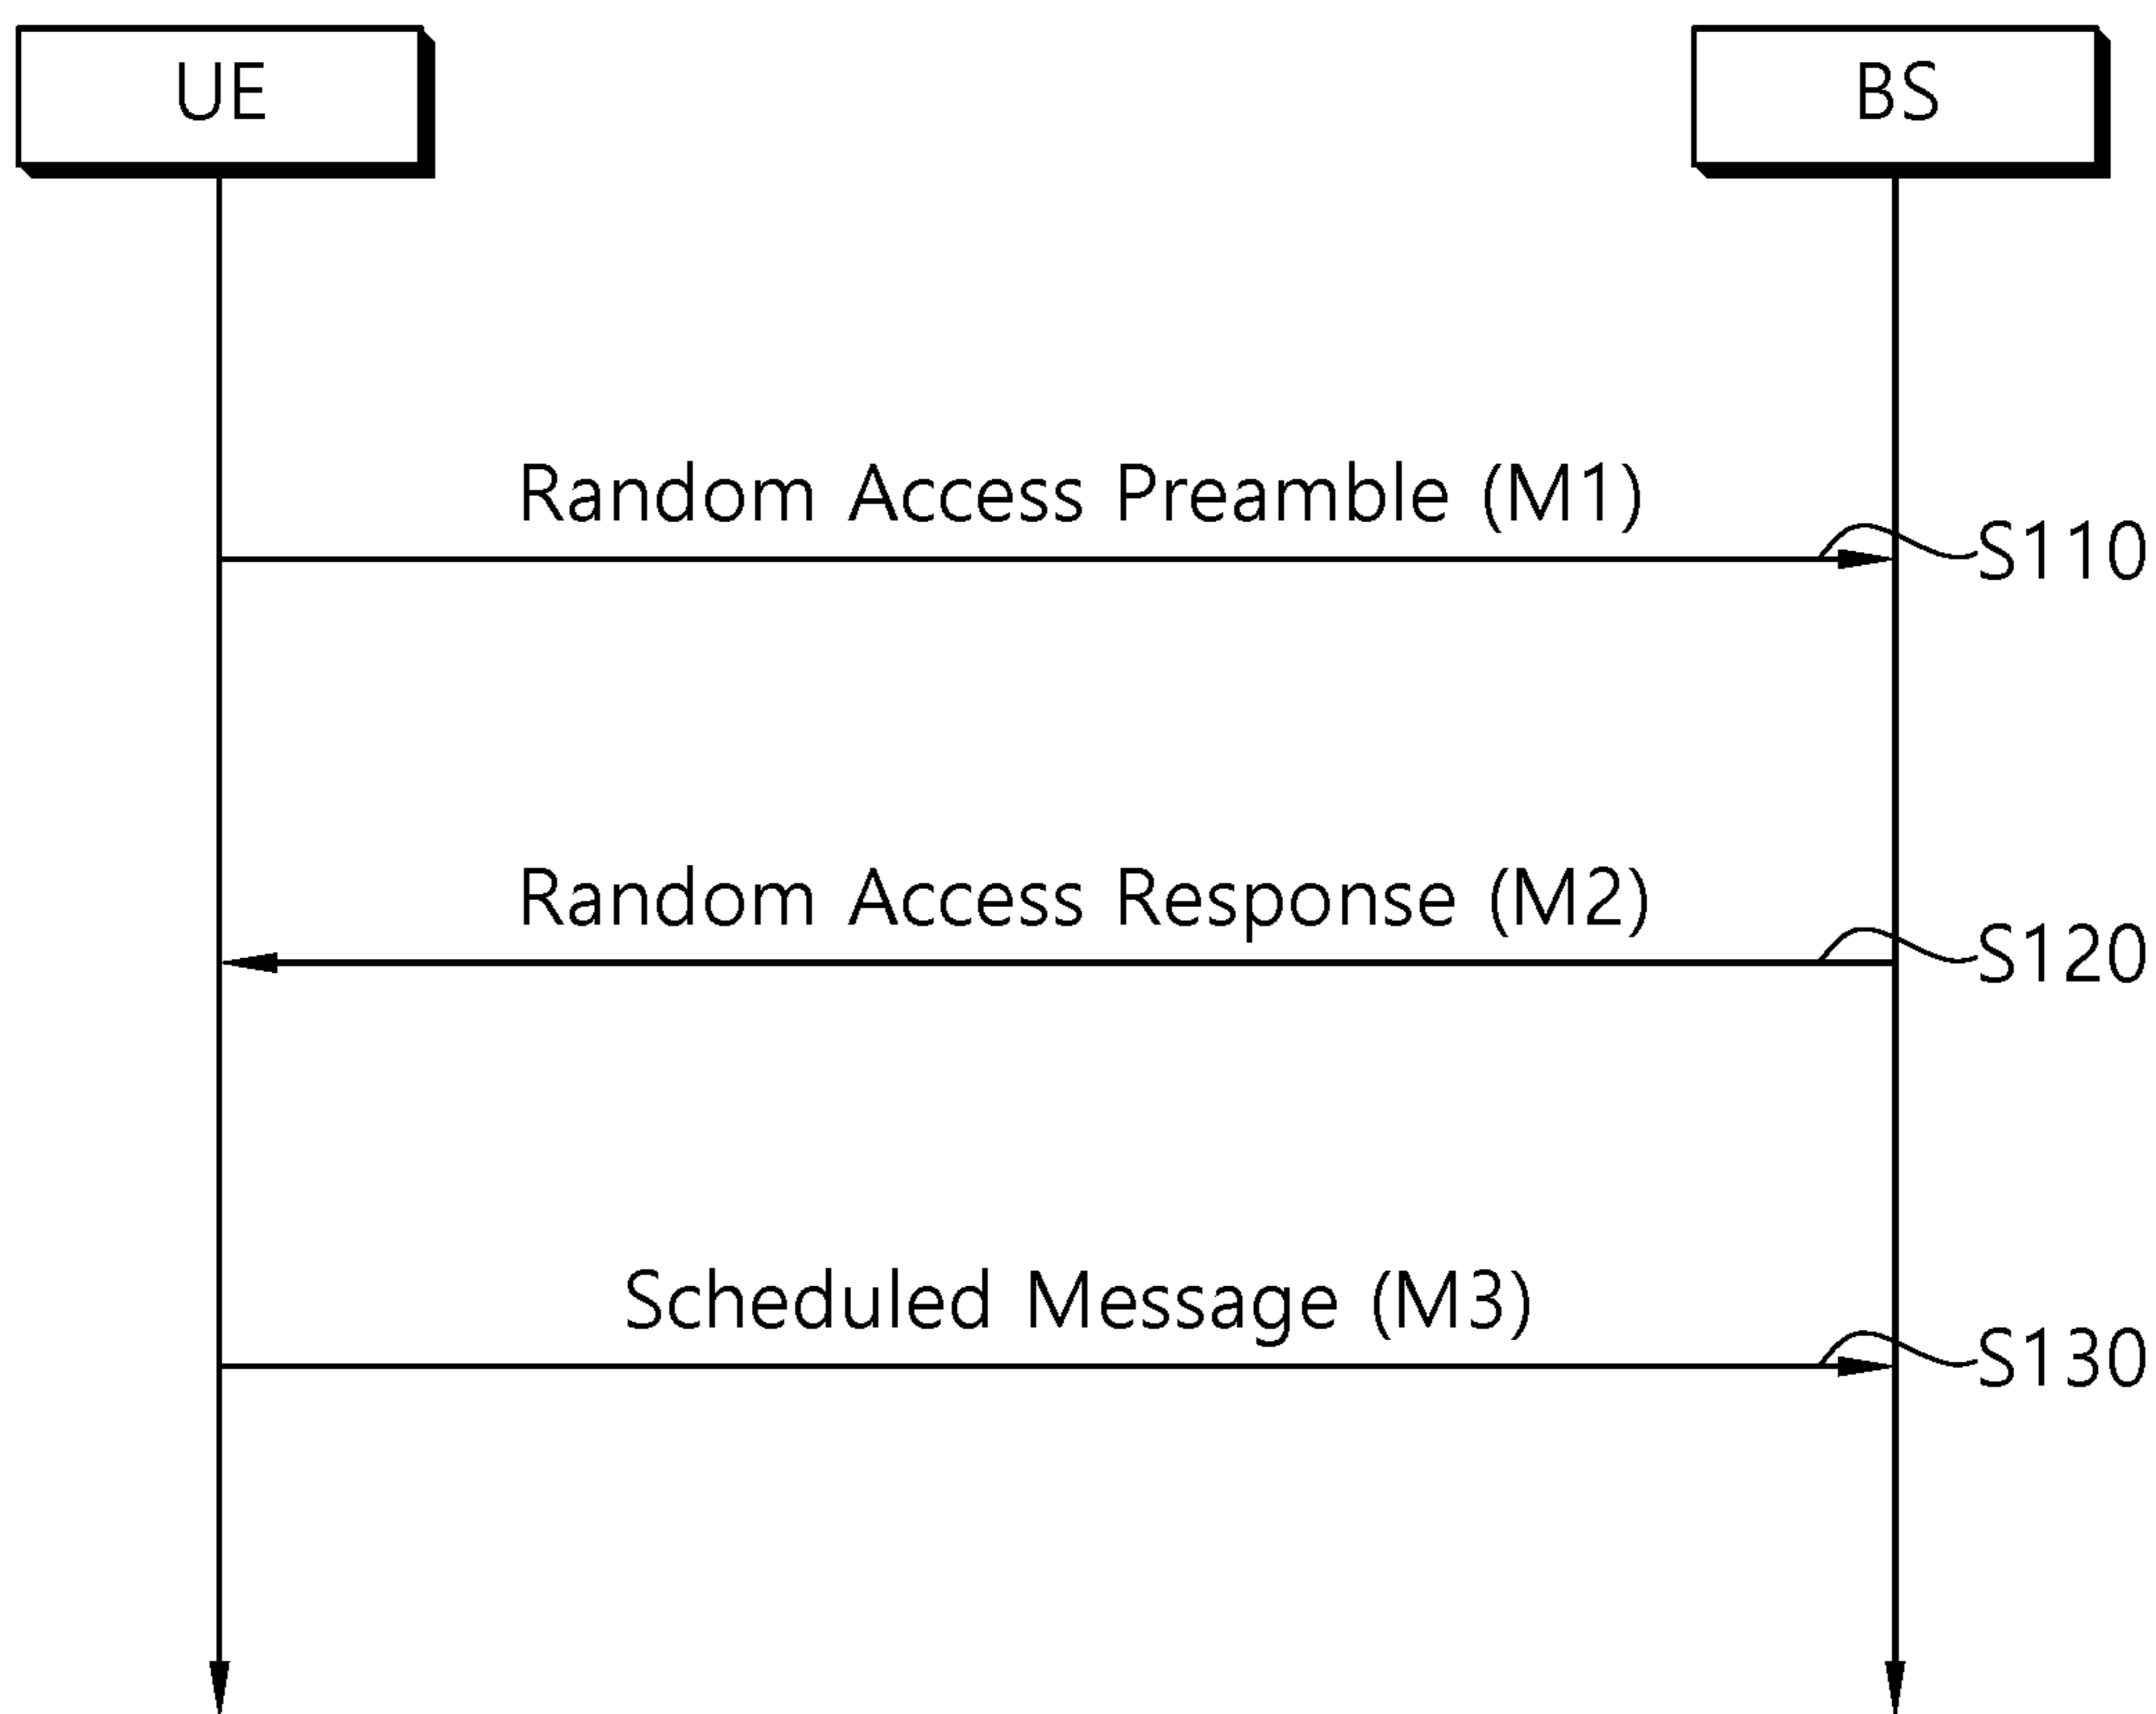 UE
BS
Random Access Preamble (M1)
S110
Random Access Response (M2)
S120
Scheduled Message (M3)
S130